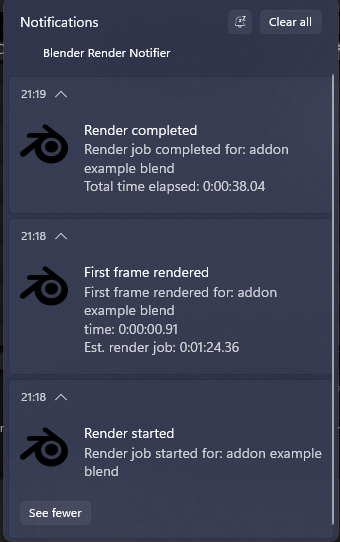 Notifications
Clear all
Blender Render Notifier
21:19
Render completed
Render job completed for: addon
example blend
Total time elapsed: 0:00:38.04
21:18
First frame rendered
First frame rendered for: addon
example blend
time: 0:00:00.91
Est. render job: 0:01:24.36
21:18
Render started
Render job started for: addon example
blend
See fewer